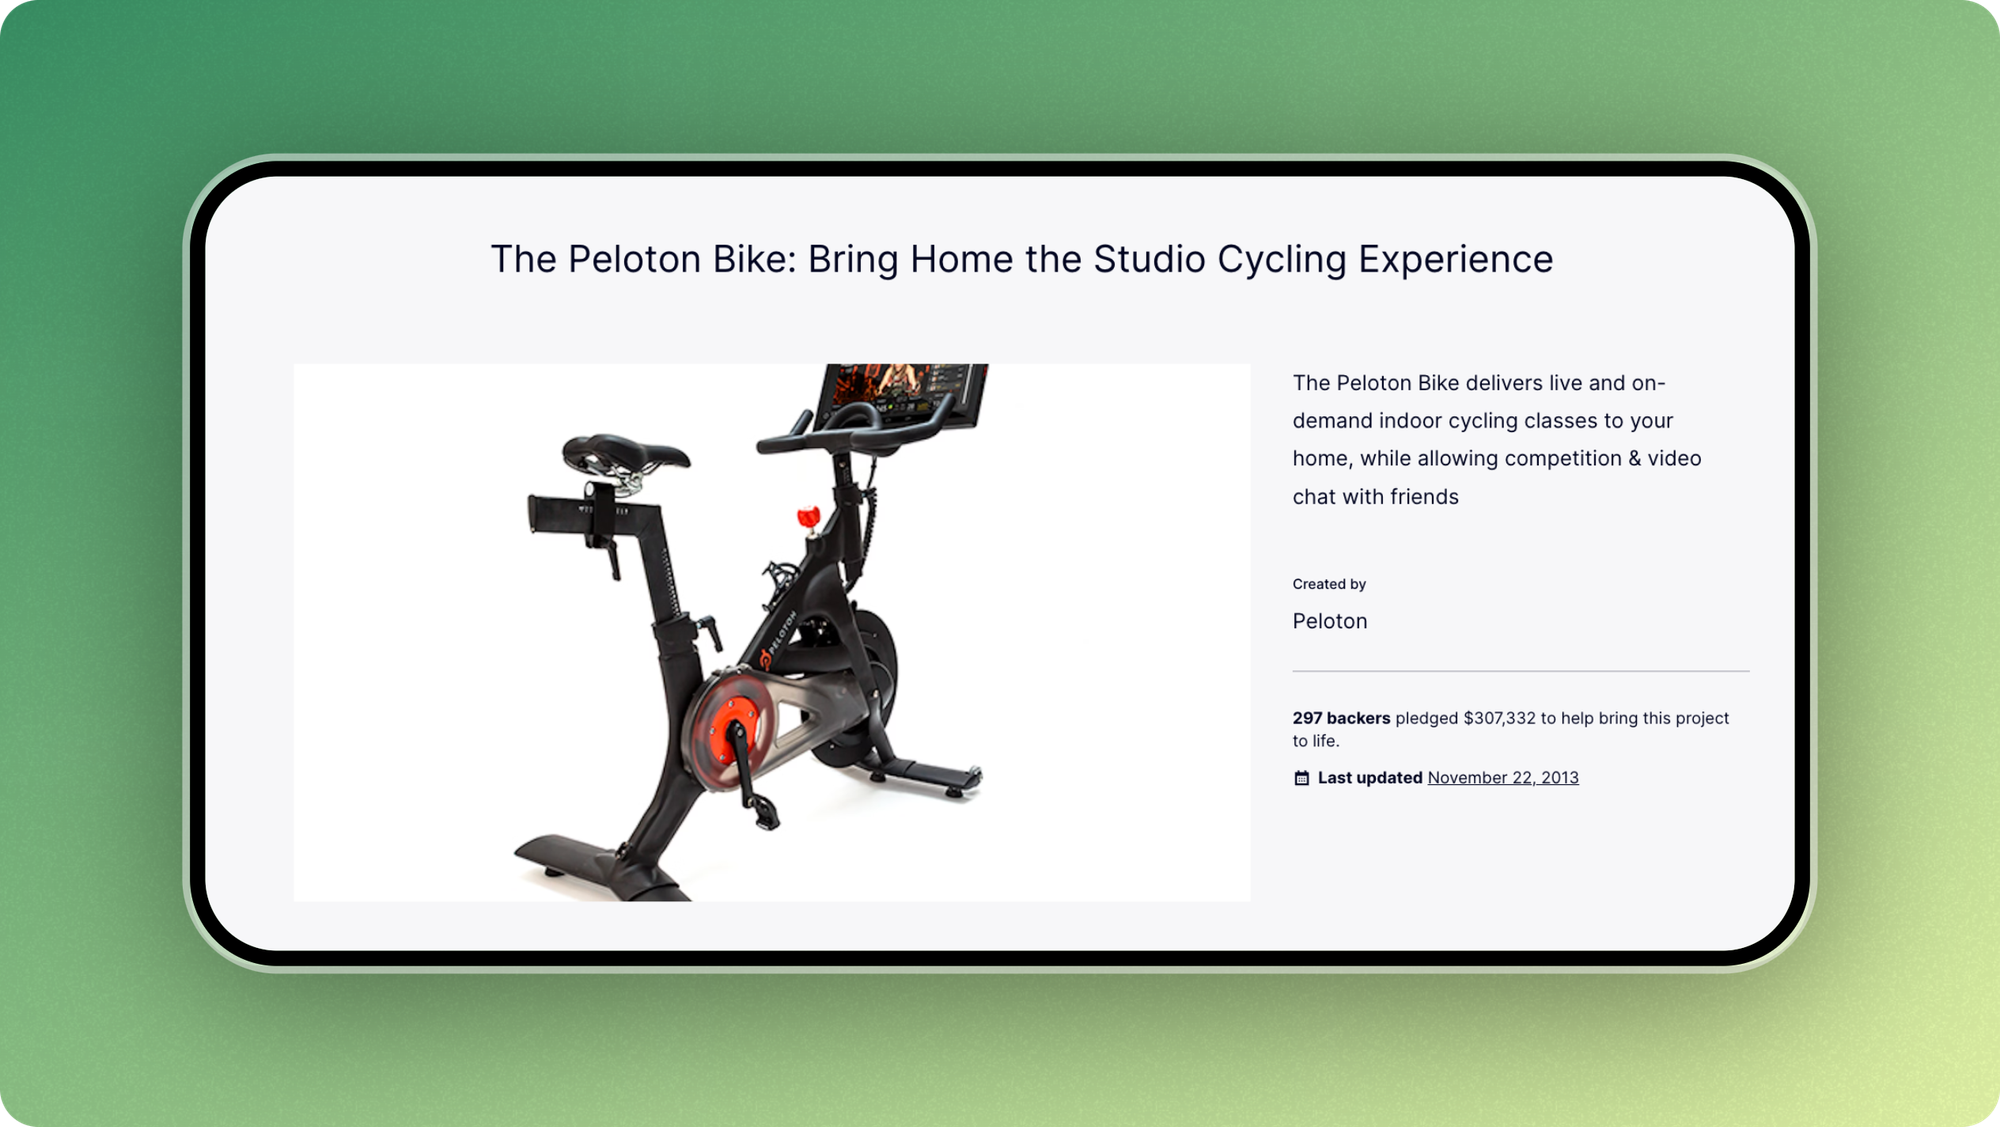 The Peloton Bike: Bring Home the Studio Cycling Experience
The Peloton Bike delivers live and on-
demand indoor cycling classes to your
home, while allowing competition & video
chat with friends
Created by
Peloton
297 backers pledged $307,332 to help bring this project
to life.
Last updated November 22, 2013
PELOTON